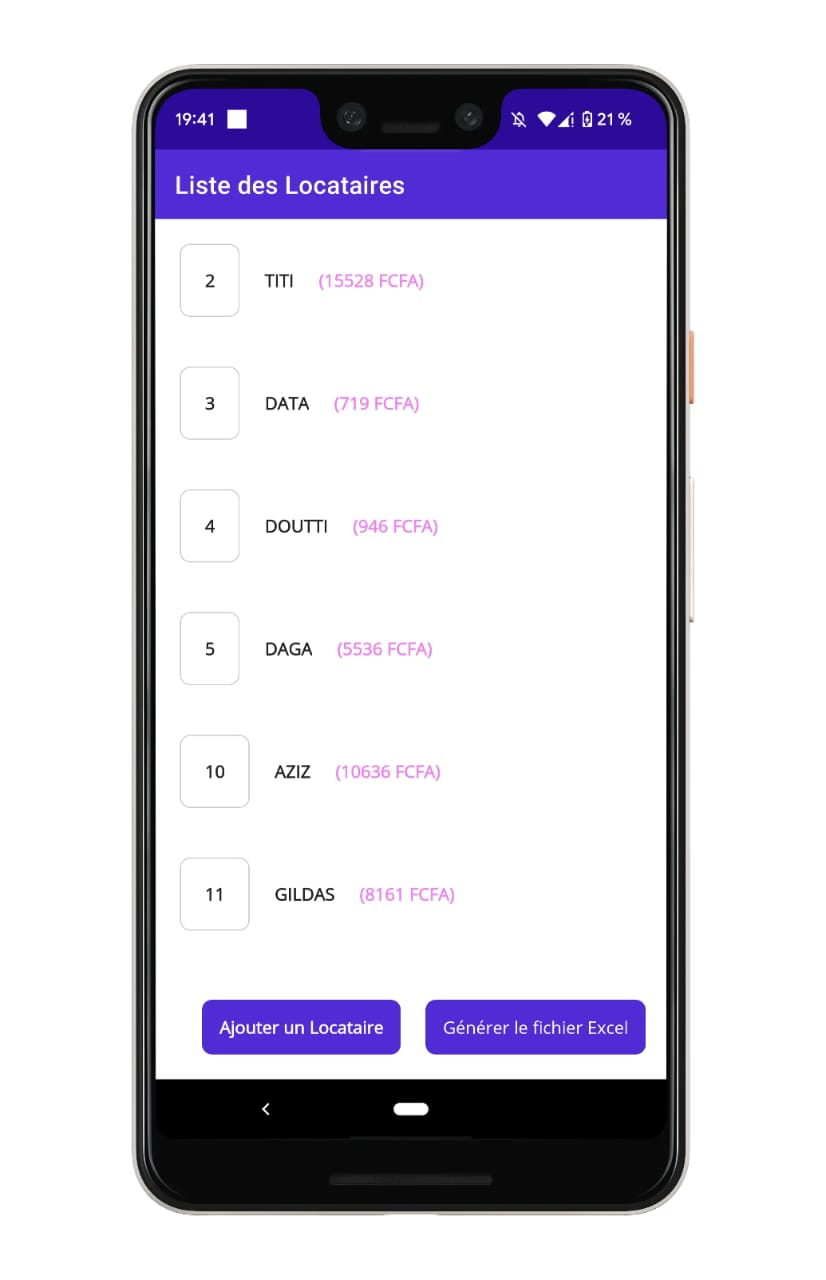 19:41 21 %
Liste des Locataires
2 TITI (15528 FCFA)
3 DATA (719 FCFA)
4 DOUTTI (946 FCFA)
5 DAGA (5536 FCFA)
10 AZIZ (10636 FCFA)
11 GILDAS (8161 FCFA)
Ajouter un Locataire Générer le fichier Excel